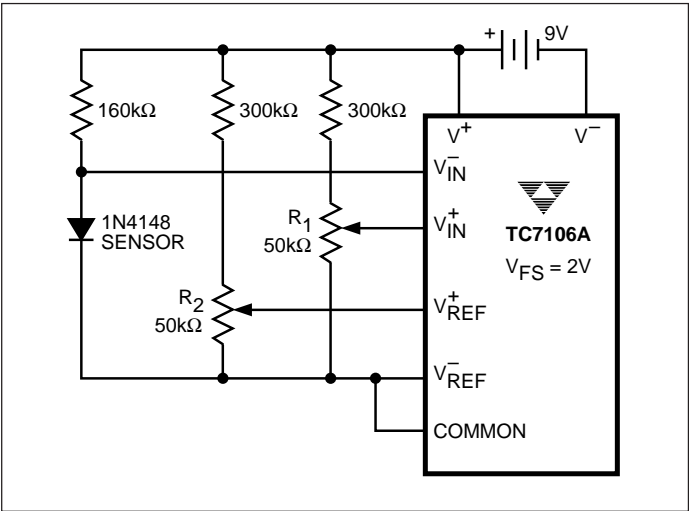 + 9V
160kΩ
300kΩ
300kΩ
V+
V−
V−IN
1N4148
SENSOR
R1
50kΩ
V+IN
TC7106A
VFS = 2V
R2
50kΩ
V+REF
V−REF
COMMON